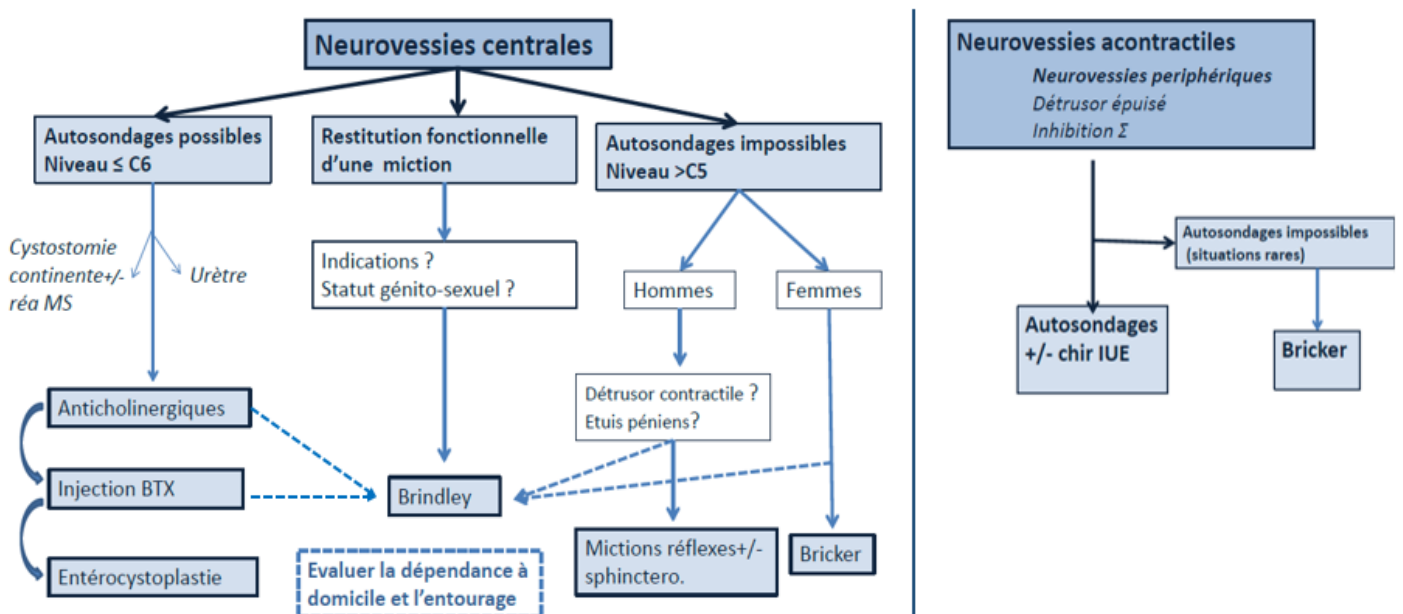 Neurovessies centrales
Autosondages possibles
Niveau ≤ C6
Restitution fonctionnelle
d’une miction
Autosondages impossibles
Niveau >C5
Cystostomie
continente+/-
réa MS
Urètre
Indications ?
Statut génito-sexuel ?
Hommes
Femmes
Anticholinergiques
Détrusor contractile ?
Etuis péniens?
Injection BTX
Brindley
Entérocystoplastie
Evaluer la dépendance à
domicile et l’entourage
Mictions réflexes+/-
sphinctero.
Bricker
Neurovessies acontractiles
Neurovessies periphériques
Détrusor épuisé
Inhibition Σ
Autosondages impossibles
(situations rares)
Autosondages
+/- chir IUE
Bricker